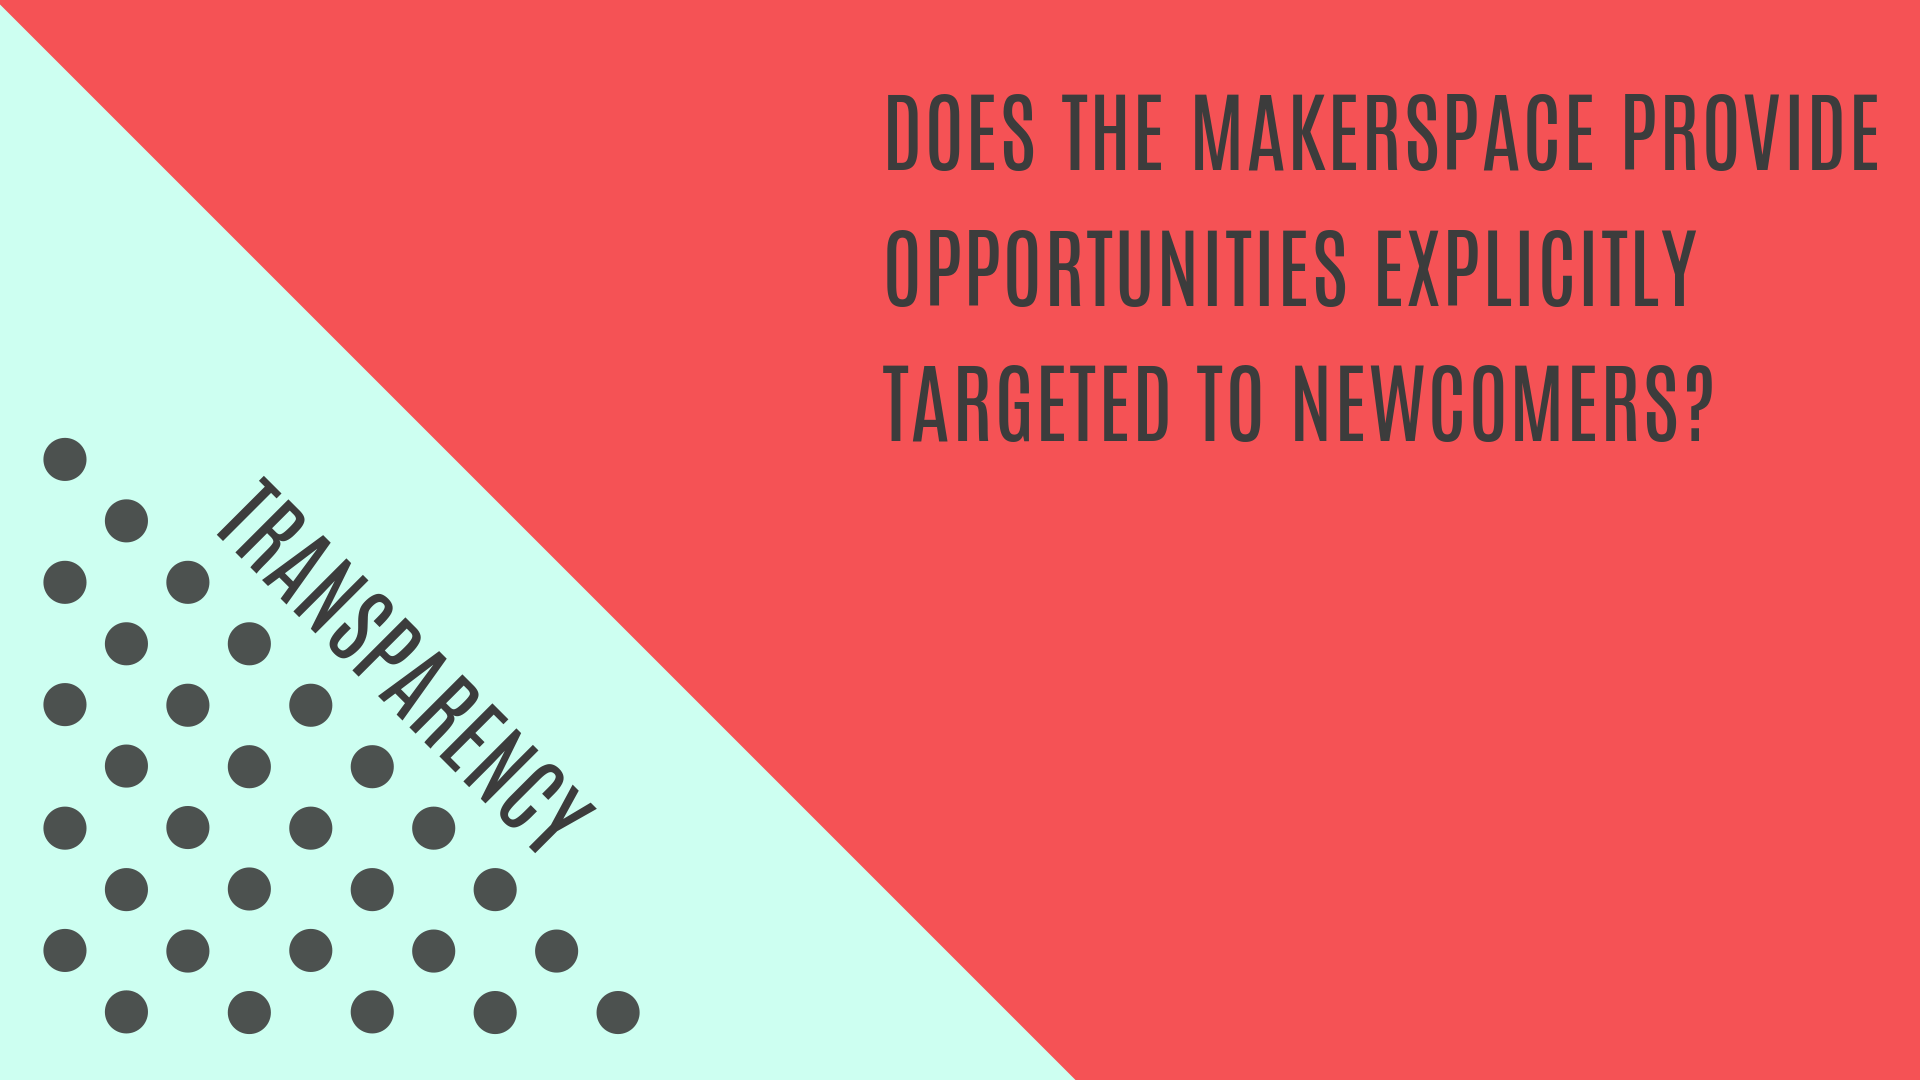 DOES THE MAKERSPACE PROVIDE
OPPORTUNITIES EXPLICITLY
TARGETED TO NEWCOMERS?
TRANSPARENCY